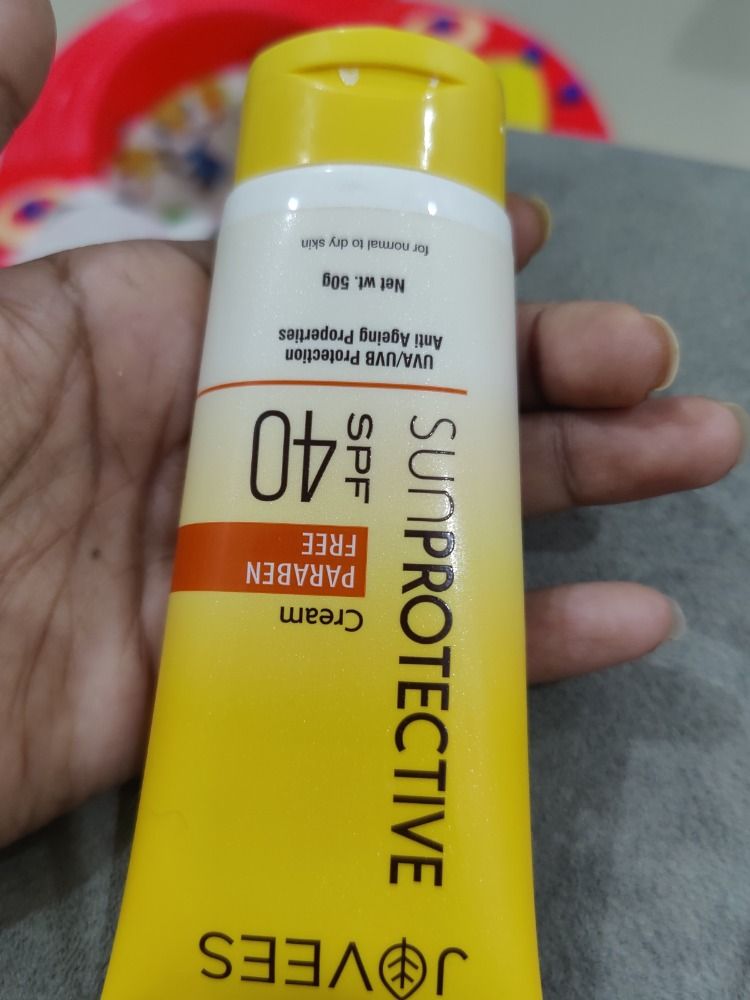 JOVEES
SUNPROTECTIVE
Cream
PARABEN
FREE
SPF
40
UVA/UVB Protection
Anti Ageing Properties
Net wt. 50g
for normal to dry skin